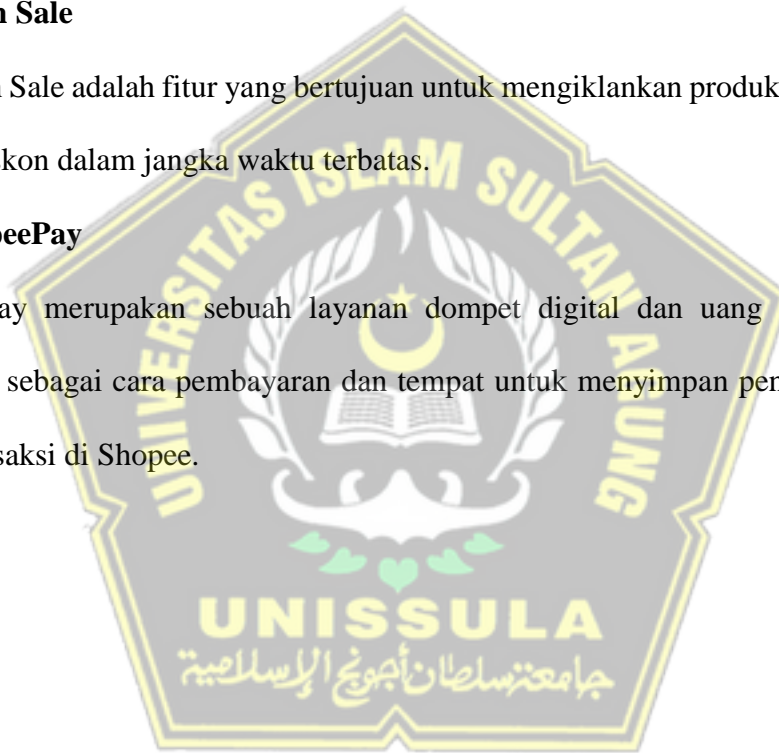 n Sale
n Sale adalah fitur yang bertujuan untuk mengiklankan produk
kon dalam jangka waktu terbatas.
peePay
ay merupakan sebuah layanan dompet digital dan uang
sebagai cara pembayaran dan tempat untuk menyimpan pen
saksi di Shopee.
UNIVERSITAS ISLAM SULTAN AGUNG
UNISSULA
جامعة سلطان أجونج الإسلامية